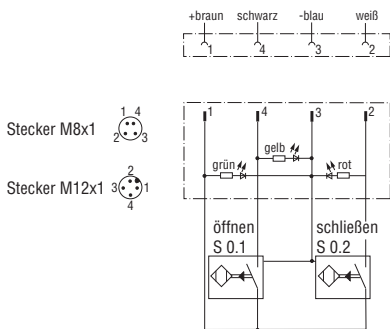 +braun schwarz -blau weiß
1 4 3 2
1 4 3 2
Stecker M8x1
1 4
2 3
gelb
grün rot
Stecker M12x1
2
3 1
4
öffnen schließen
S 0.1 S 0.2